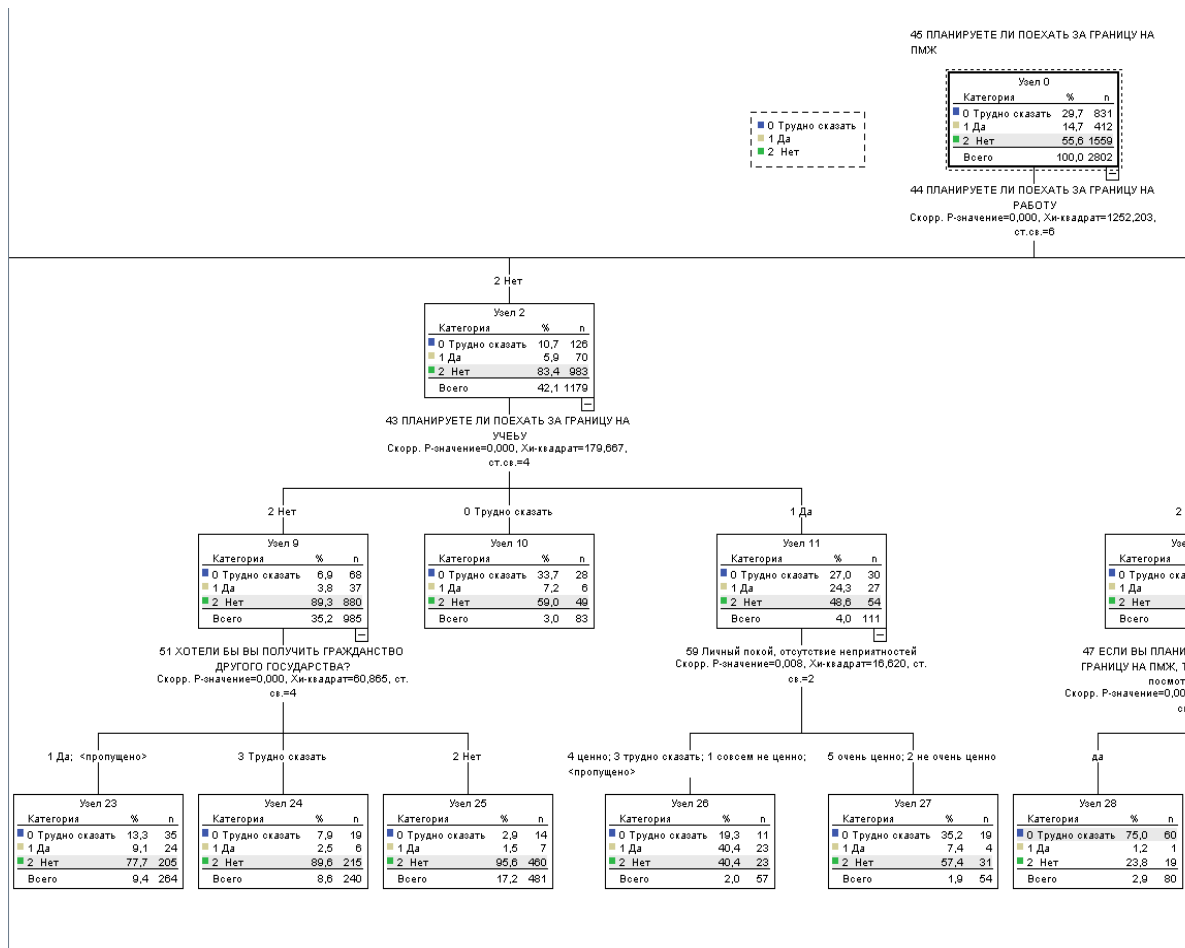 45 ПЛАНИРУЕТЕ ЛИ ПОЕХАТЬ ЗА ГРАНИЦУ НА
ПМЖ
Узел 0
Категория % n
0 Трудно сказать 29,7 831
1 Да 14,7 412
2 Нет 55,6 1559
Всего 100,0 2802
0 Трудно сказать
1 Да
2 Нет
44 ПЛАНИРУЕТЕ ЛИ ПОЕХАТЬ ЗА ГРАНИЦУ НА
РАБОТУ
Скорр. P-значение=0,000, Хи-квадрат=1252,203,
ст.св.=6
2 Нет
Узел 2
Категория % n
0 Трудно сказать 10,7 126
1 Да 5,9 70
2 Нет 83,4 983
Всего 42,1 1179
43 ПЛАНИРУЕТЕ ЛИ ПОЕХАТЬ ЗА ГРАНИЦУ НА
УЧЕБУ
Скорр. P-значение=0,000, Хи-квадрат=179,667,
ст.св.=4
2 Нет
0 Трудно сказать
1 Да
2
Узел 9
Категория % n
0 Трудно сказать 6,9 68
1 Да 3,8 37
2 Нет 89,3 880
Всего 35,2 985
Узел 10
Категория % n
0 Трудно сказать 33,7 28
1 Да 7,2 6
2 Нет 59,0 49
Всего 3,0 83
Узел 11
Категория % n
0 Трудно сказать 27,0 30
1 Да 24,3 27
2 Нет 48,6 54
Всего 4,0 111
Категория
0 Трудно
1 Да
2 Нет
Всего
51 ХОТЕЛИ БЫ ВЫ ПОЛУЧИТЬ ГРАЖДАНСТВО
ДРУГОГО ГОСУДАРСТВА?
Скорр. P-значение=0,000, Хи-квадрат=60,865, ст.
св.=4
59 Личный покой, отсутствие неприятностей
Скорр. P-значение=0,008, Хи-квадрат=16,620, ст.
св.=2
47 ЕСЛИ ВЫ
ГРАНИЦУ НА ПМЖ,
Скорр. P-значение=0,00
1 Да; <пропущено>
3 Трудно сказать
2 Нет
4 ценно; 3 трудно сказать; 1 совсем не ценно;
<пропущено>
5 очень ценно; 2 не очень ценно
да
Узел 23
Категория % n
0 Трудно сказать 13,3 35
1 Да 9,1 24
2 Нет 77,7 205
Всего 9,4 264
Узел 24
Категория % n
0 Трудно сказать 7,9 19
1 Да 2,5 6
2 Нет 89,6 215
Всего 8,6 240
Узел 25
Категория % n
0 Трудно сказать 2,9 14
1 Да 1,5 7
2 Нет 95,6 460
Всего 17,2 481
Узел 26
Категория % n
0 Трудно сказать 19,3 11
1 Да 40,4 23
2 Нет 40,4 23
Всего 2,0 57
Узел 27
Категория % n
0 Трудно сказать 35,2 19
1 Да 7,4 4
2 Нет 57,4 31
Всего 1,9 54
Узел 28
Категория % n
0 Трудно сказать 75,0 60
1 Да 1,2 1
2 Нет 23,8 19
Всего 2,9 80